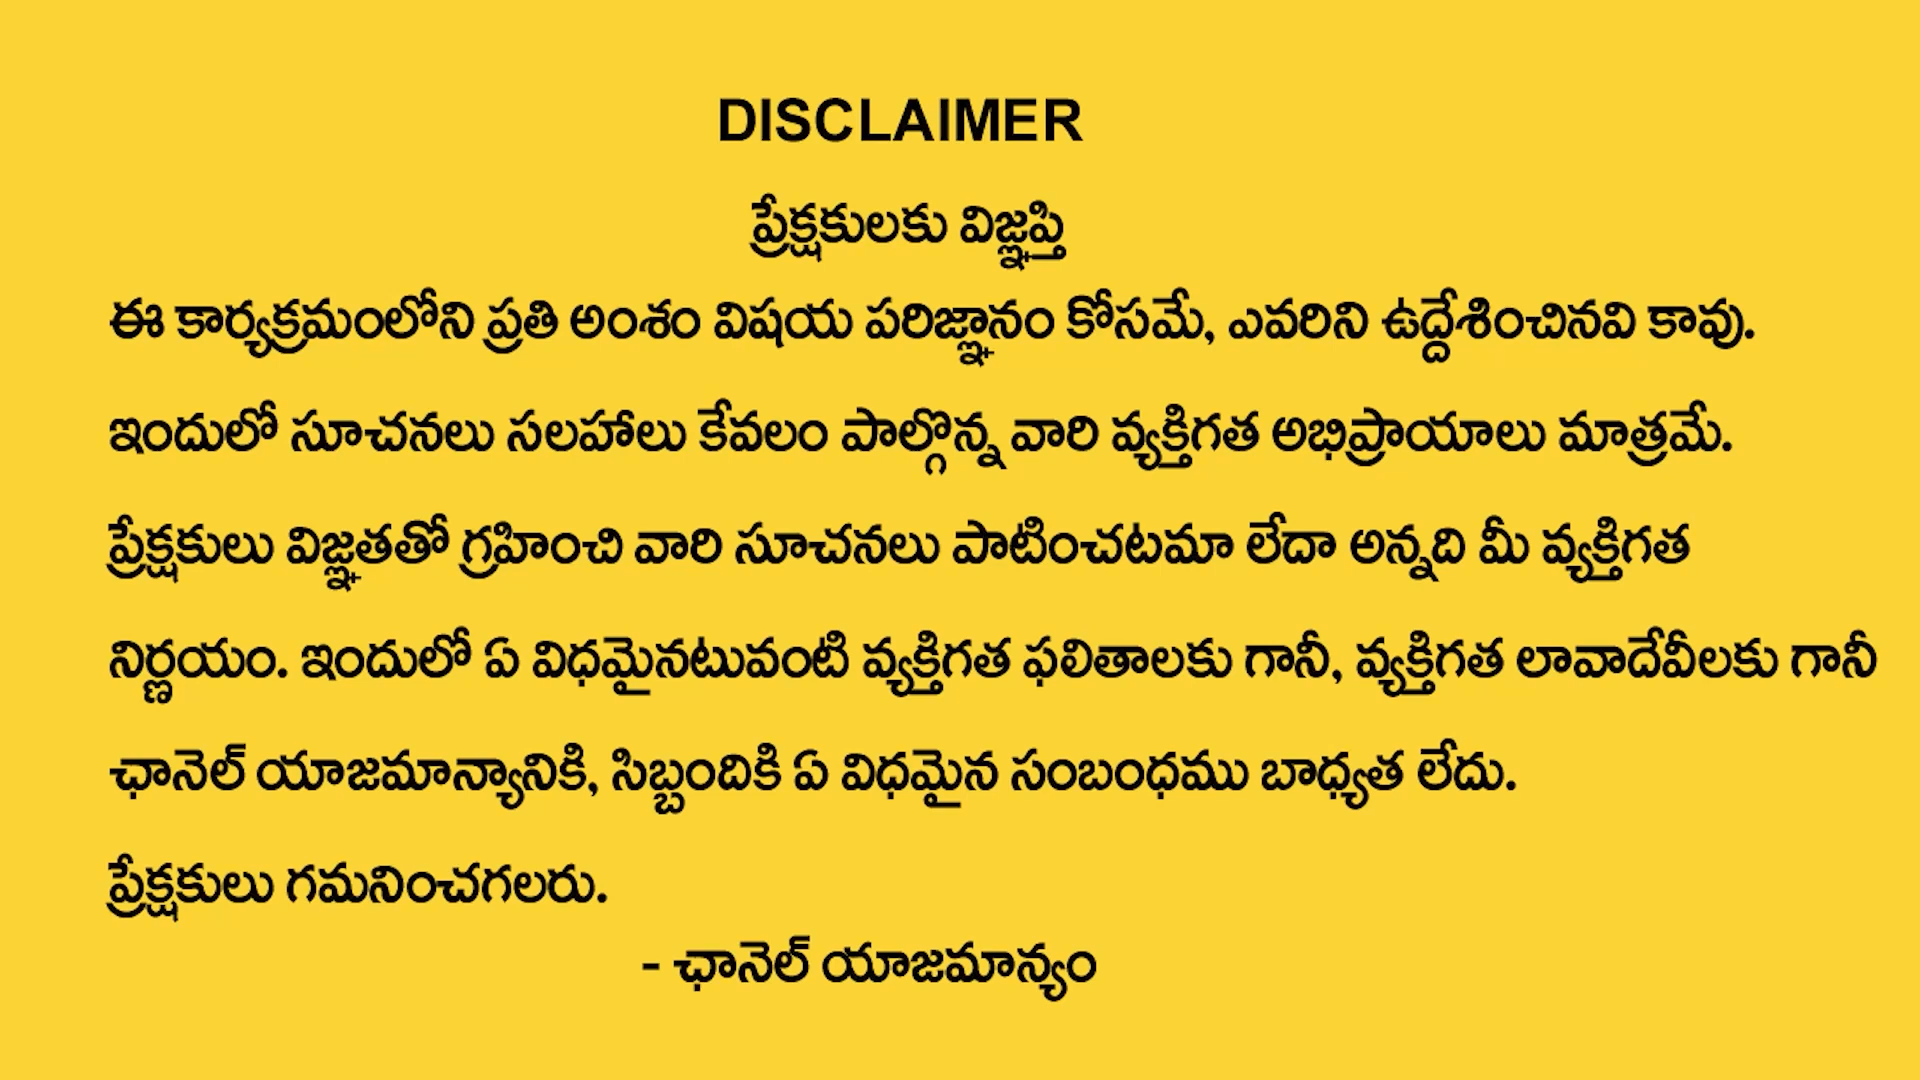 DISCLAIMER
ప్రేక్షకులకు విజ్ఞప్తి
ఈ కార్యక్రమంలోని ప్రతి అంశం విషయ పరిజ్ఞానం కోసమే, ఎవరిని ఉద్దేశించినవి కావు.
ఇందులో సూచనలు సలహాలు కేవలం పాల్గొన్న వారి వ్యక్తిగత అభిప్రాయాలు మాత్రమే.
ప్రేక్షకులు విజ్ఞతతో గ్రహించి వారి సూచనలు పాటించటమా లేదా అన్నది మీ వ్యక్తిగత
నిర్ణయం. ఇందులో ఏ విధమైనటువంటి వ్యక్తిగత ఫలితాలకు గానీ, వ్యక్తిగత లావాదేవీలకు గానీ
ఛానెల్ యాజమాన్యానికి, సిబ్బందికి ఏ విధమైన సంబంధము బాధ్యత లేదు.
ప్రేక్షకులు గమనించగలరు.
- ఛానెల్ యాజమాన్యం